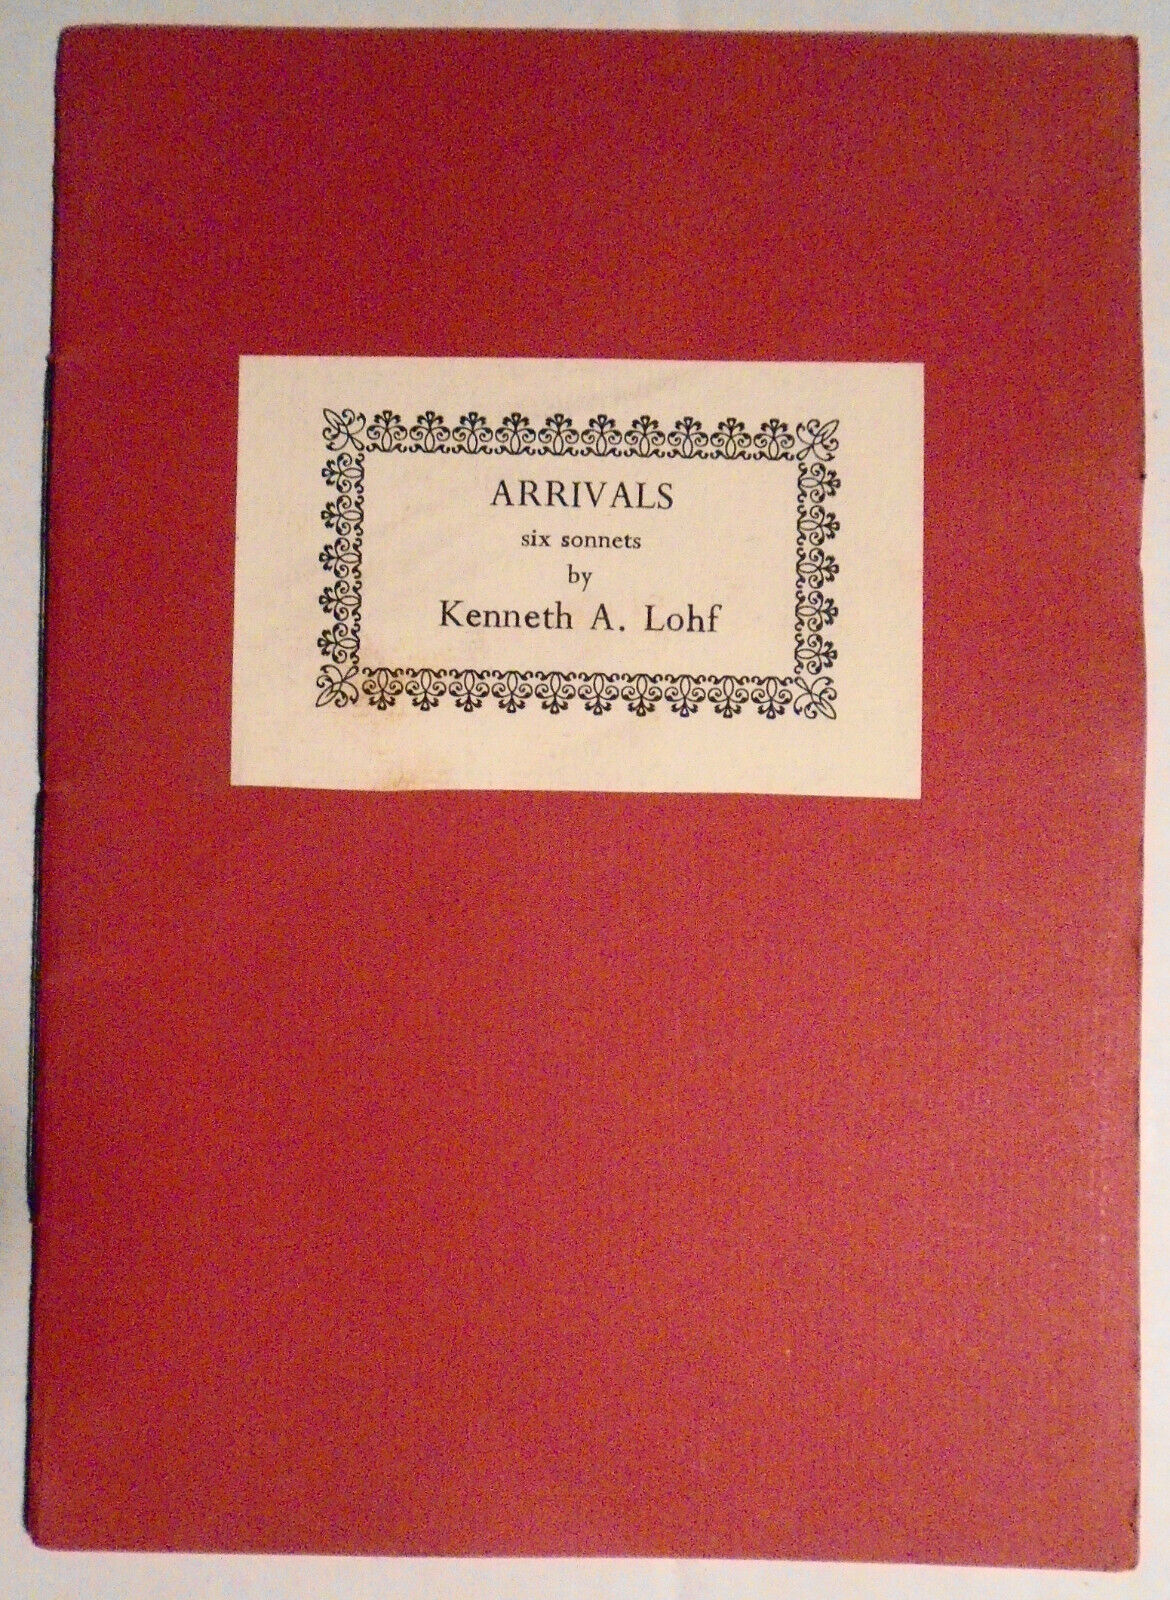 ARRIVALS
six sonnets
by
Kenneth A. Lohf